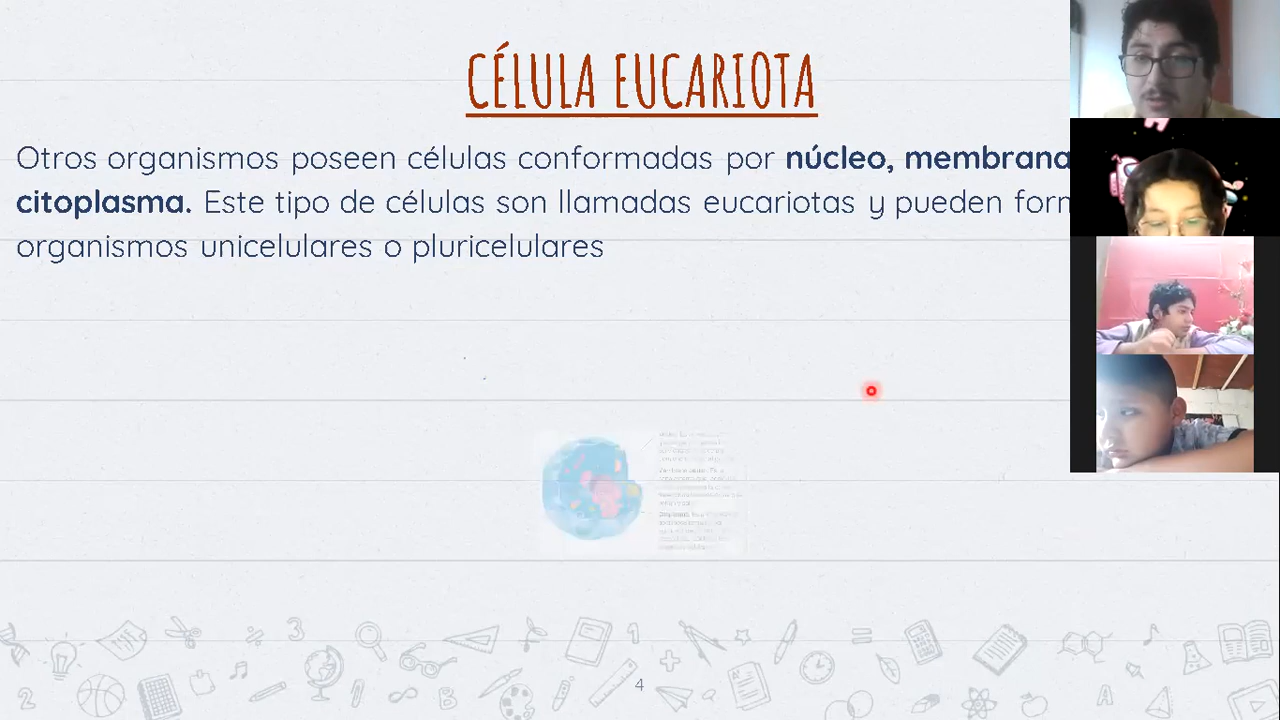 CÉLULA EUCARIOTA
Otros organismos poseen células conformadas por núcleo, membrana
citoplasma. Este tipo de células son llamadas eucariotas y pueden
organismos unicelulares o pluricelulares
4